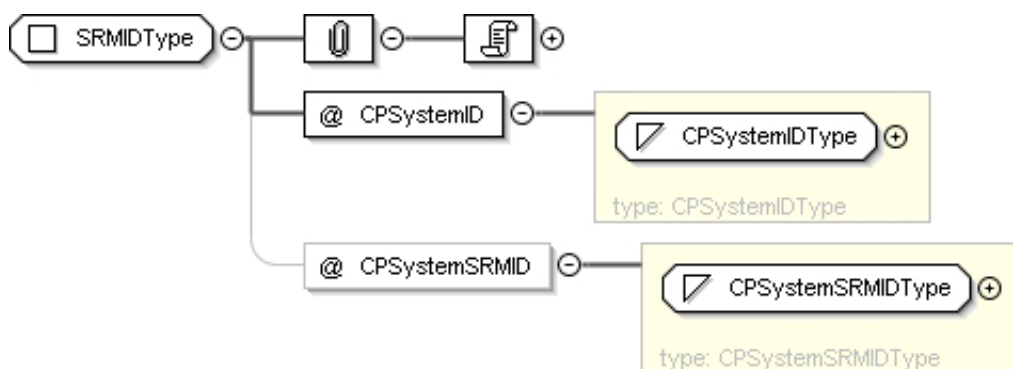 SRMIDType
@ CPSystemID
CPSystemIDType
type: CPSystemIDType
@ CPSystemSRMID
CPSystemSRMIDType
type: CPSystemSRMIDType